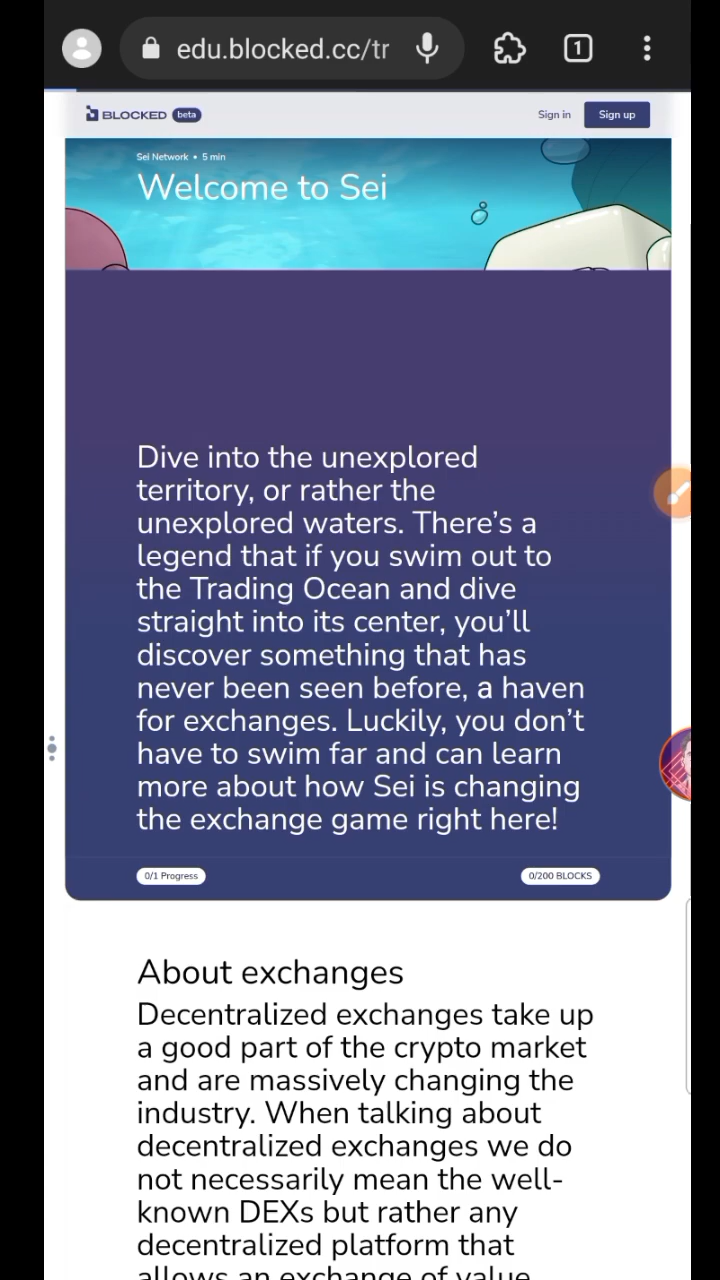 edu.blocked.cc/tr
1
BLOCKED beta
Sign in
Sign up
Sei Network • 5 min
Welcome to Sei
Dive into the unexplored
territory, or rather the
unexplored waters. There’s a
legend that if you swim out to
the Trading Ocean and dive
straight into its center, you’ll
discover something that has
never been seen before, a haven
for exchanges. Luckily, you don’t
have to swim far and can learn
more about how Sei is changing
the exchange game right here!
0/1 Progress
0/200 BLOCKS
About exchanges
Decentralized exchanges take up
a good part of the crypto market
and are massively changing the
industry. When talking about
decentralized exchanges we do
not necessarily mean the well-
known DEXs but rather any
decentralized platform that
allows an exchange of value